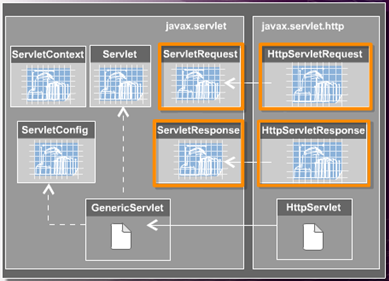 javax.servlet
javax.servlet.http
ServletContext
Servlet
ServletRequest
HttpServletRequest
ServletConfig
ServletResponse
HttpServletResponse
GenericServlet
HttpServlet